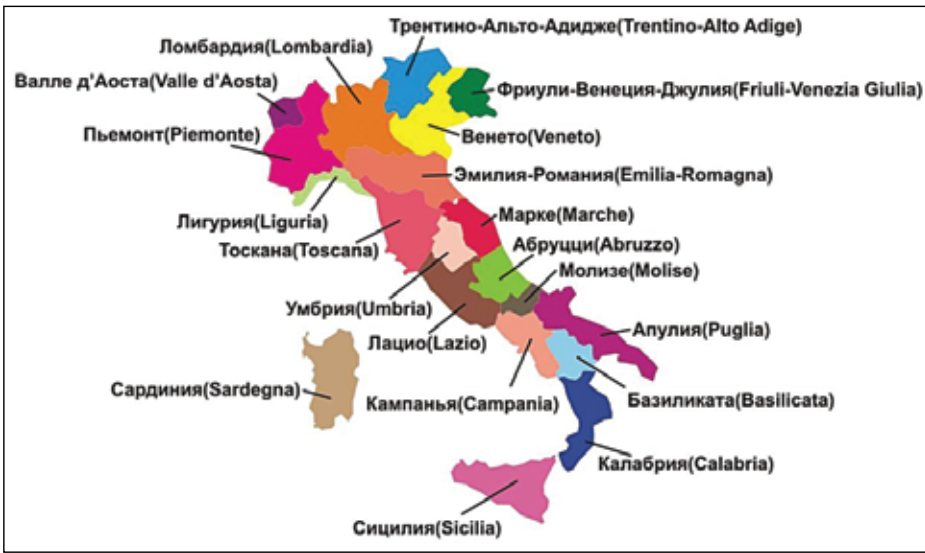 Трентино-Альто-Адидже(Trentino-Alto Adige)
Ломбардия(Lombardia)
Валле д'Аоста(Valle d'Aosta)
Фриули-Венеция-Джулия(Friuli-Venezia Giulia)
Пьемонт(Piemonte)
Венето(Veneto)
Эмилия-Романия(Emilia-Romagna)
Лигурия(Liguria)
Марке(Marche)
Тоскана(Toscana)
Абруцци(Abruzzo)
Молизе(Molise)
Умбрия(Umbria)
Апулия(Puglia)
Лацио(Lazio)
Сардиния(Sardegna)
Кампанья(Campania)
Базиликата(Basilicata)
Калабрия(Calabria)
Сицилия(Sicilia)